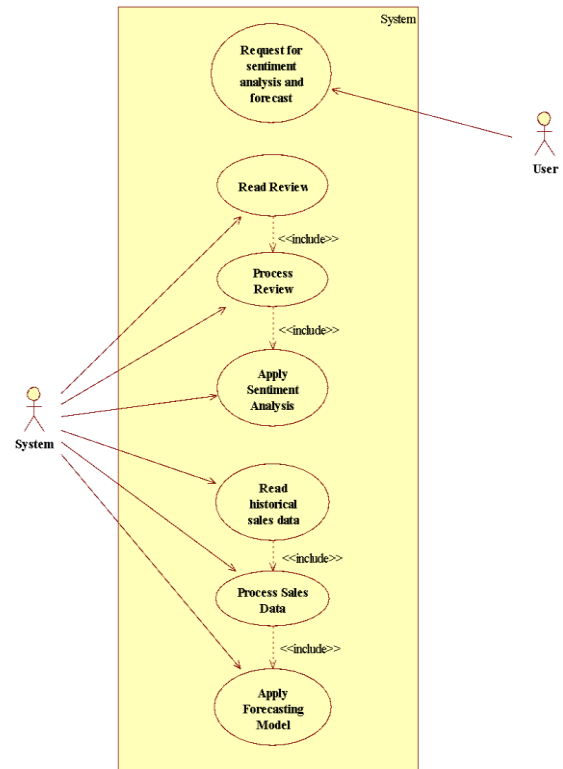 System
Request for
sentiment
analysis and
forecast
User
Read Review
<<include>>
Process
Review
<<include>>
Apply
Sentiment
Analysis
System
Read
historical
sales data
<<include>>
Process Sales
Data
<<include>>
Apply
Forecasting
Model